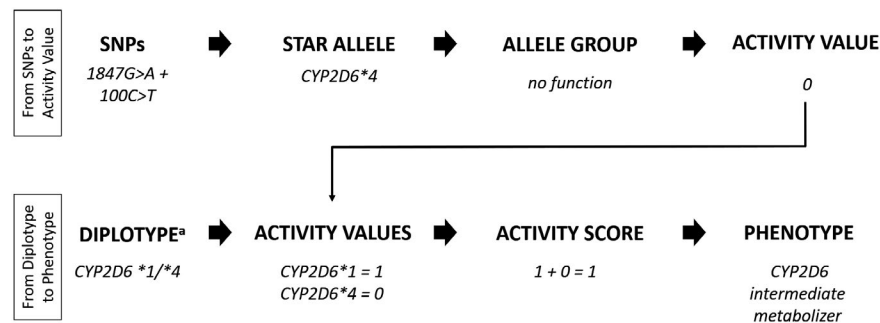 From SNPs to
Activity Value
SNPs
STAR ALLELE
ALLELE GROUP
ACTIVITY VALUE
1847G>A +
100C>T
CYP2D6*4
no function
0
From Diplotype
to Phenotype
DIPLOTYPEᵃ
ACTIVITY VALUES
ACTIVITY SCORE
PHENOTYPE
CYP2D6 *1/*4
CYP2D6*1 = 1
CYP2D6*4 = 0
1 + 0 = 1
CYP2D6
intermediate
metabolizer